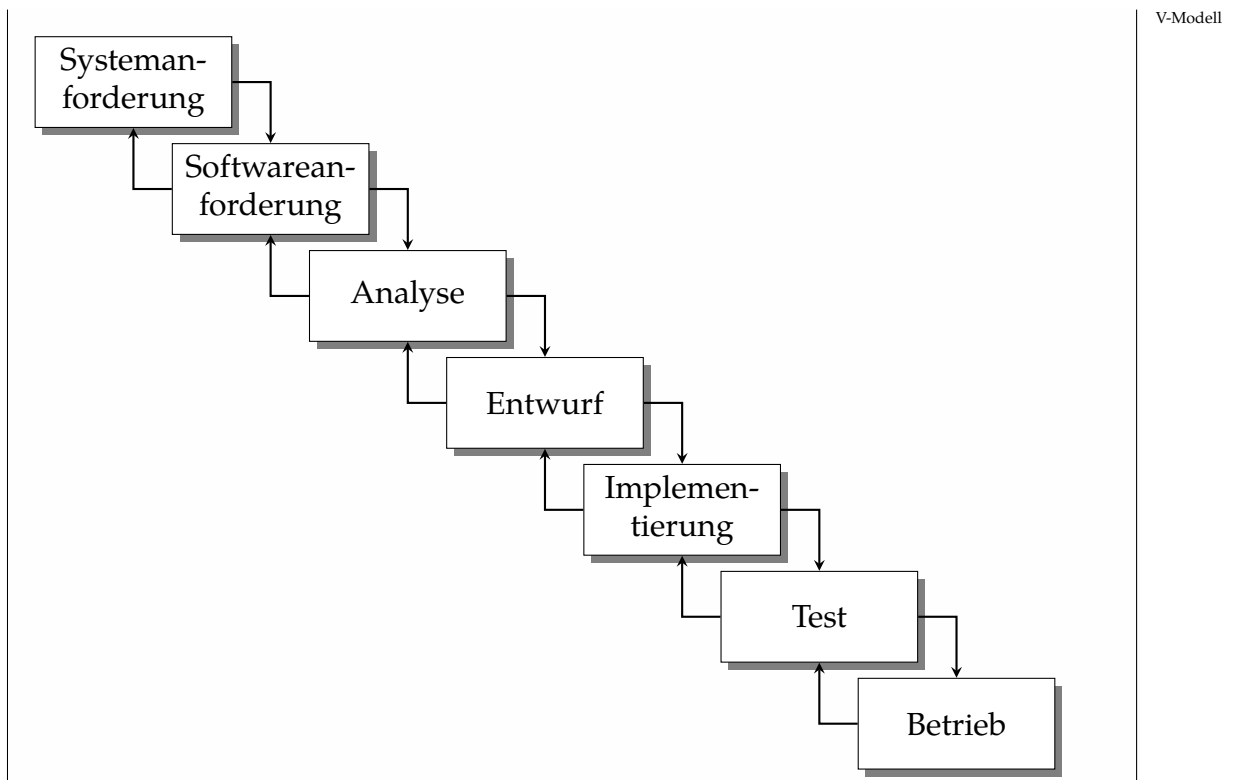 V-Modell
Systeman-
forderung
Softwarean-
forderung
Analyse
Entwurf
Implemen-
tierung
Test
Betrieb